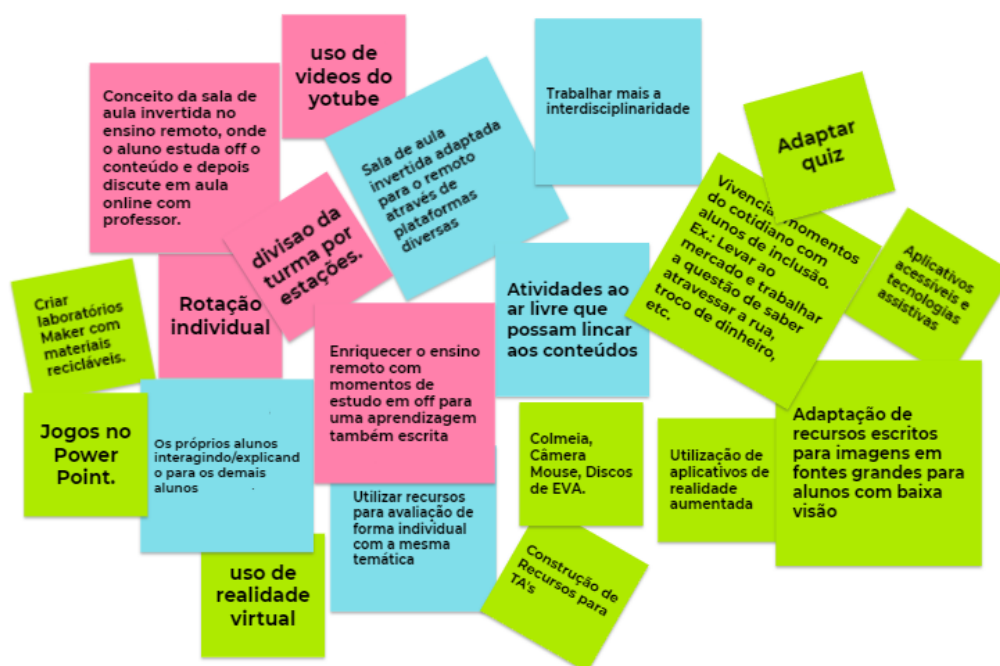 uso de
videos do
yotube
Conceito da sala de
aula invertida no
ensino remoto, onde
o aluno estuda off o
conteúdo e depois
discute em aula
online com
professor.
Sala de aula
invertida adaptada
para o remoto
através de
plataformas
diversas
Trabalhar mais a
interdisciplinaridade
Adaptar
quiz
momentos
do cotidiano com
alunos de inclusão.
Ex.: Levar ao
mercado e trabalhar
a questão de saber
atravessar a rua,
troco de dinheiro,
etc.
Aplicativos
acessíveis e
tecnologias
assistivas
divisao da
turma por
estações.
Rotação
individual
Atividades ao
ar livre que
possam lincar
aos conteúdos
Criar
laboratórios
Maker com
materiais
recicláveis.
Enriquecer o ensino
remoto com
momentos de
estudo em off para
uma aprendizagem
também escrita
Jogos no
Power
Point.
Os próprios alunos
interagindo/explicand
o para os demais
alunos
Colmeia,
Câmera
Mouse, Discos
de EVA.
Utilização de
aplicativos de
realidade
aumentada
Adaptação de
recursos escritos
para imagens em
fontes grandes para
alunos com baixa
visão
Utilizar recursos
para avaliação de
forma individual
com a mesma
temática
uso de
realidade
virtual
Construção de
Recursos para
TA's